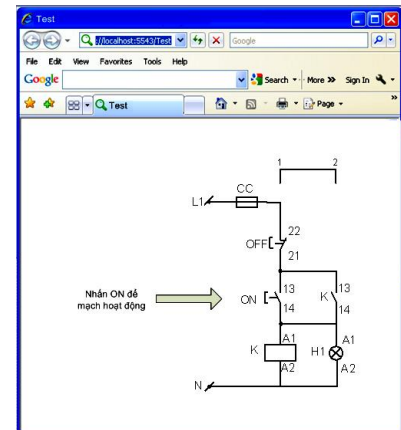 Test
//localhost:5543/Test
Google
File Edit View Favorites Tools Help
Google
Search More >> Sign In
Test
Page
>>
1 2
CC
L1
22
OFF
21
13 13
ON K
14 14
Nhấn ON để
mạch hoạt động
A1 A1
K H1
A2 A2
N